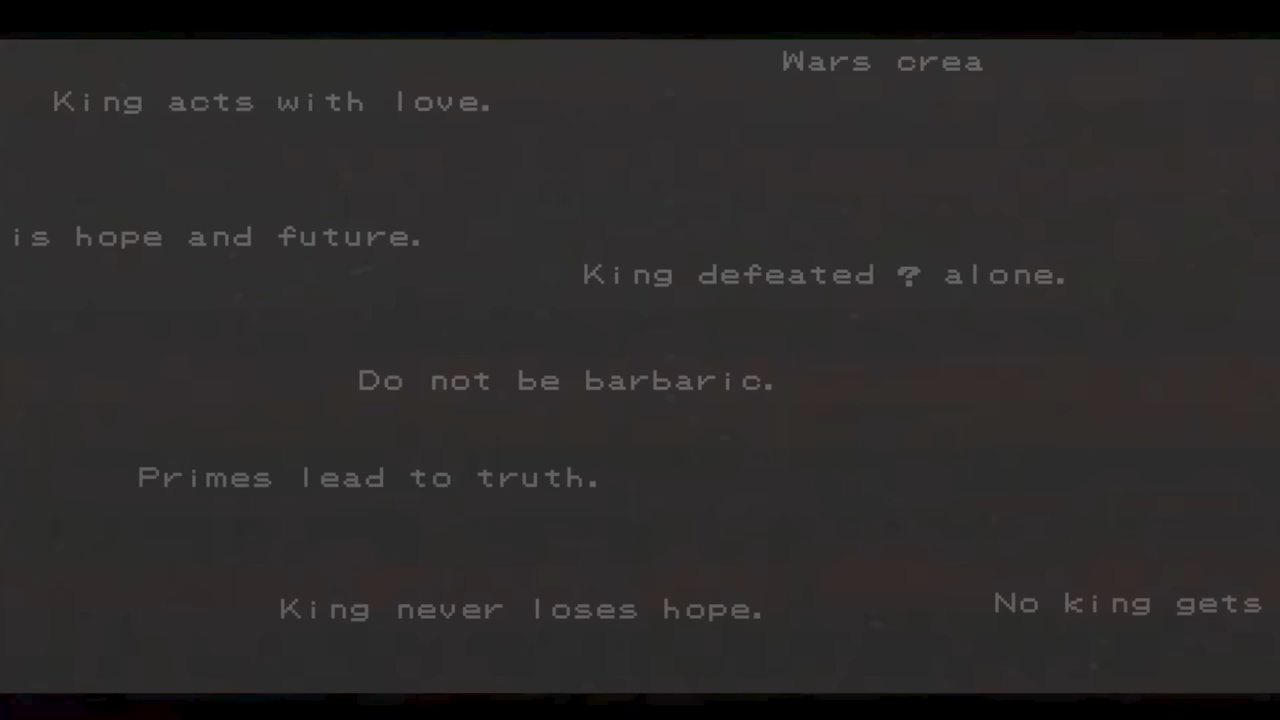 Wars crea
King acts with love.
is hope and future.
King defeated ? alone.
Do not be barbaric.
Primes lead to truth.
No king gets
King never loses hope.